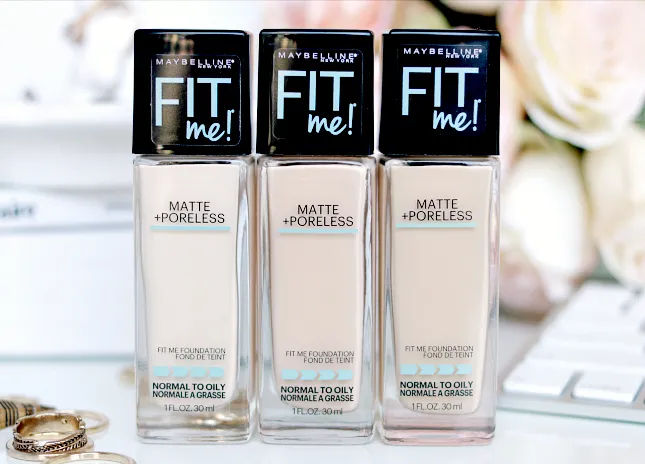 MAYBELLINE®
NEW YORK
FIT
me!
MATTE
+PORELESS
FIT ME FOUNDATION
FOND DE TEINT
NORMAL TO OILY
NORMALE A GRASSE
1 FL.OZ. 30 ml
MAYBELLINE®
NEW YORK
FIT
me!
MATTE
+PORELESS
FIT ME FOUNDATION
FOND DE TEINT
NORMAL TO OILY
NORMALE A GRASSE
1 FL.OZ. 30 ml
MAYBELLINE®
NEW YORK
FIT
me!
MATTE
+PORELESS
FIT ME FOUNDATION
FOND DE TEINT
NORMAL TO OILY
NORMALE A GRASSE
1 FL.OZ. 30 ml